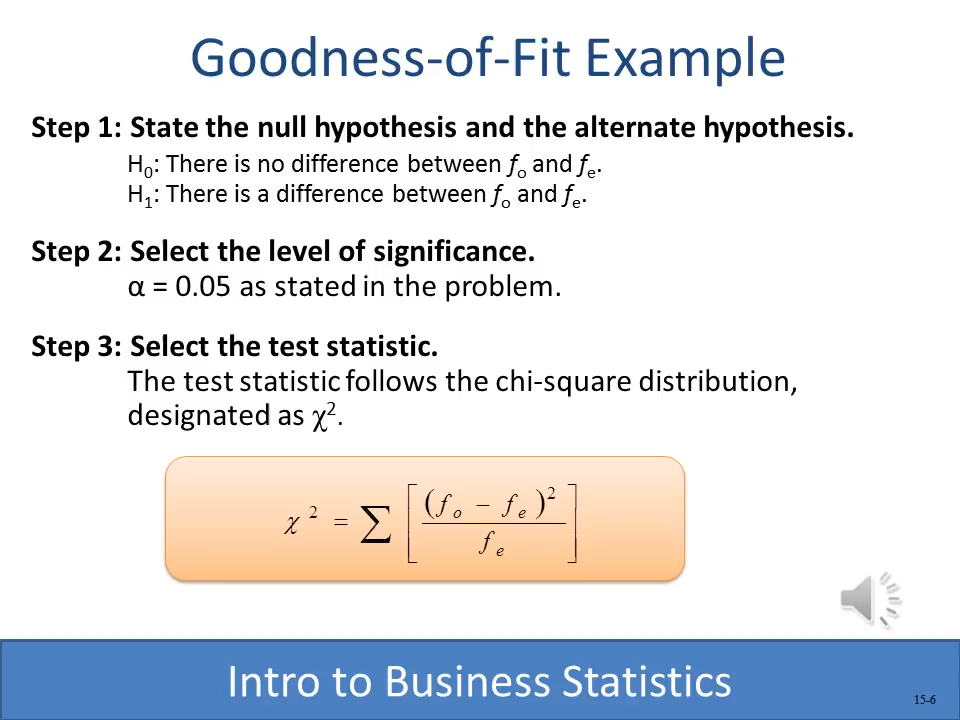 Goodness-of-Fit Example
Step 1: State the null hypothesis and the alternate hypothesis.
H₀: There is no difference between fₒ and fₑ.
H₁: There is a difference between fₒ and fₑ.
Step 2: Select the level of significance.
α = 0.05 as stated in the problem.
Step 3: Select the test statistic.
The test statistic follows the chi-square distribution,
designated as χ².
χ² = ∑ [(fₒ − fₑ)² / fₑ]
Intro to Business Statistics
15-6